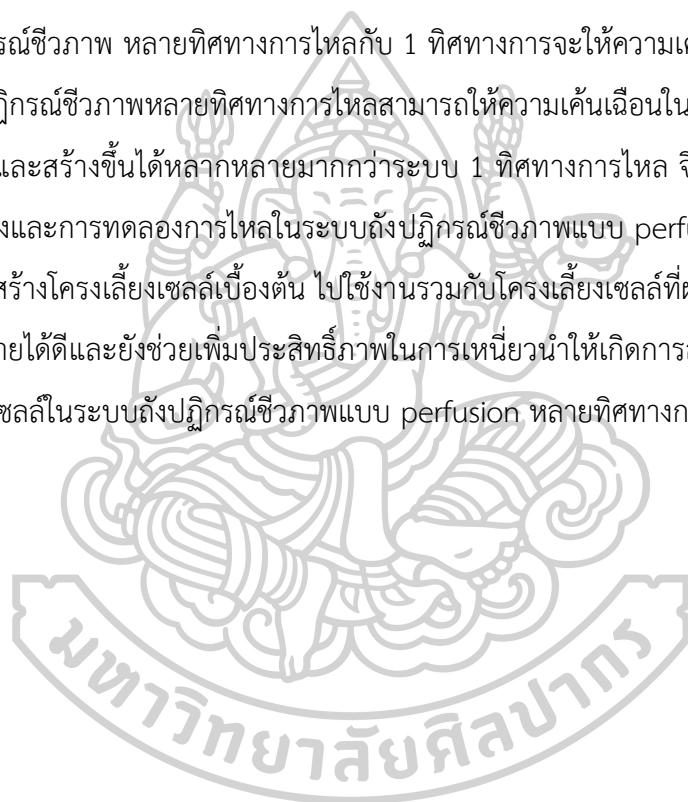 รณ์ชีวภาพ หลายทิศทางการไหลกับ 1 ทิศทางการจะให้ความเค
ฏิกรณ์ชีวภาพหลายทิศทางการไหลสามารถให้ความเค้นเฉือนใน
และสร้างขึ้นได้หลากหลายมากกว่าระบบ 1 ทิศทางการไหล จึ
งและการทดลองการไหลในระบบถังปฏิกรณ์ชีวภาพแบบ perfu
สร้างโครงเลี้ยงเซลล์เบื้องต้น ไปใช้งานรวมกับโครงเลี้ยงเซลล์ที่
ายได้ดีและยังช่วยเพิ่มประสิทธิ์ภาพในการเหนี่ยวนำให้เกิดการ
ซลล์ในระบบถังปฏิกรณ์ชีวภาพแบบ perfusion หลายทิศทางก
มหาวิทยาลัยศิลปากร